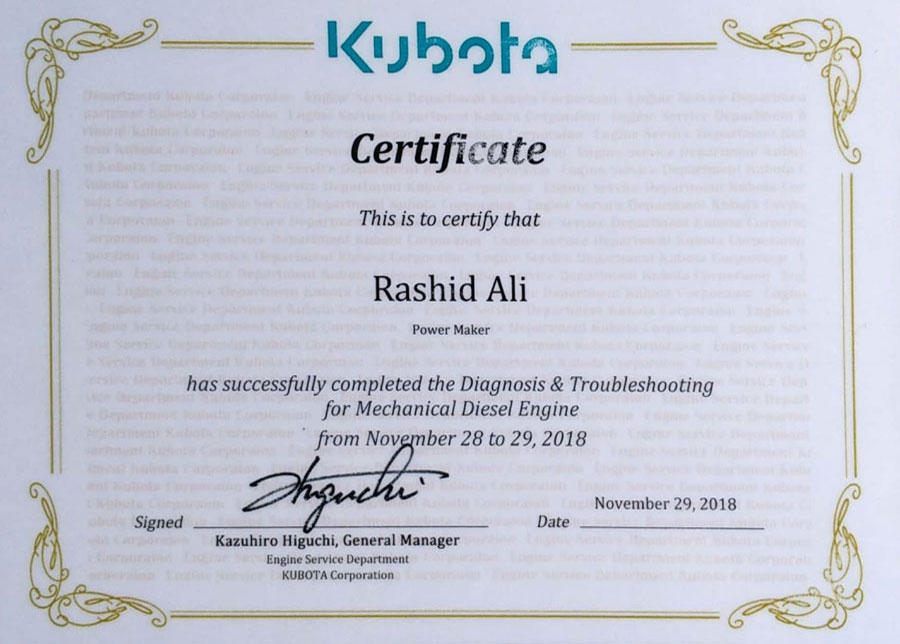 Kubota
Certificate
This is to certify that
Rashid Ali
Power Maker
has successfully completed the Diagnosis & Troubleshooting
for Mechanical Diesel Engine
from November 28 to 29, 2018
Higuchi
November 29, 2018
Signed
Date
Kazuhiro Higuchi, General Manager
Engine Service Department
KUBOTA Corporation